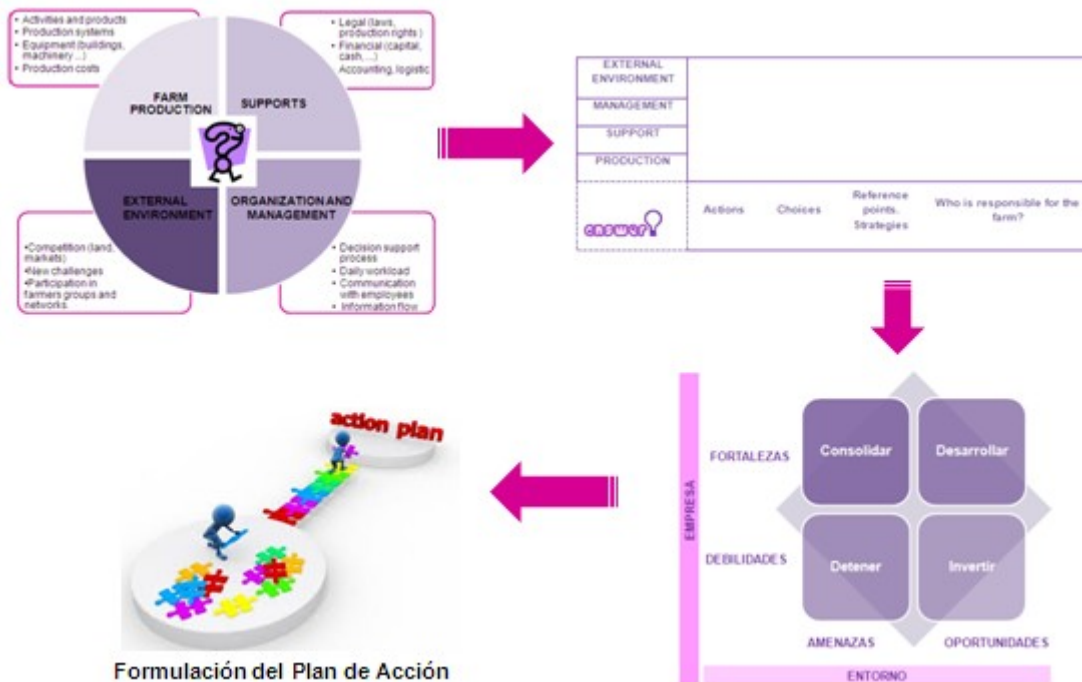 • Activities and products
• Production systems
• Equipment (buildings,
machinery ...)
• Production costs
• Legal (laws,
production rights )
• Financial (capital,
cash, ...)
Accounting, logistic
FARM
PRODUCTION
SUPPORTS
EXTERNAL
ENVIRONMENT
ORGANIZATION AND
MANAGEMENT
•Competition (land,
markets)
•New challenges
•Participation in
farmers groups and
networks.
• Decision support
process
• Daily workload
• Communication
with employees
• Information flow
EXTERNAL
ENVIRONMENT
MANAGEMENT
SUPPORT
PRODUCTION
answer
Actions
Choices
Reference
points.
Strategies
Who is responsible for the
farm?
EMPRESA
FORTALEZAS
DEBILIDADES
Consolidar
Desarrollar
Detener
Invertir
AMENAZAS
OPORTUNIDADES
ENTORNO
action plan
Formulación del Plan de Acción